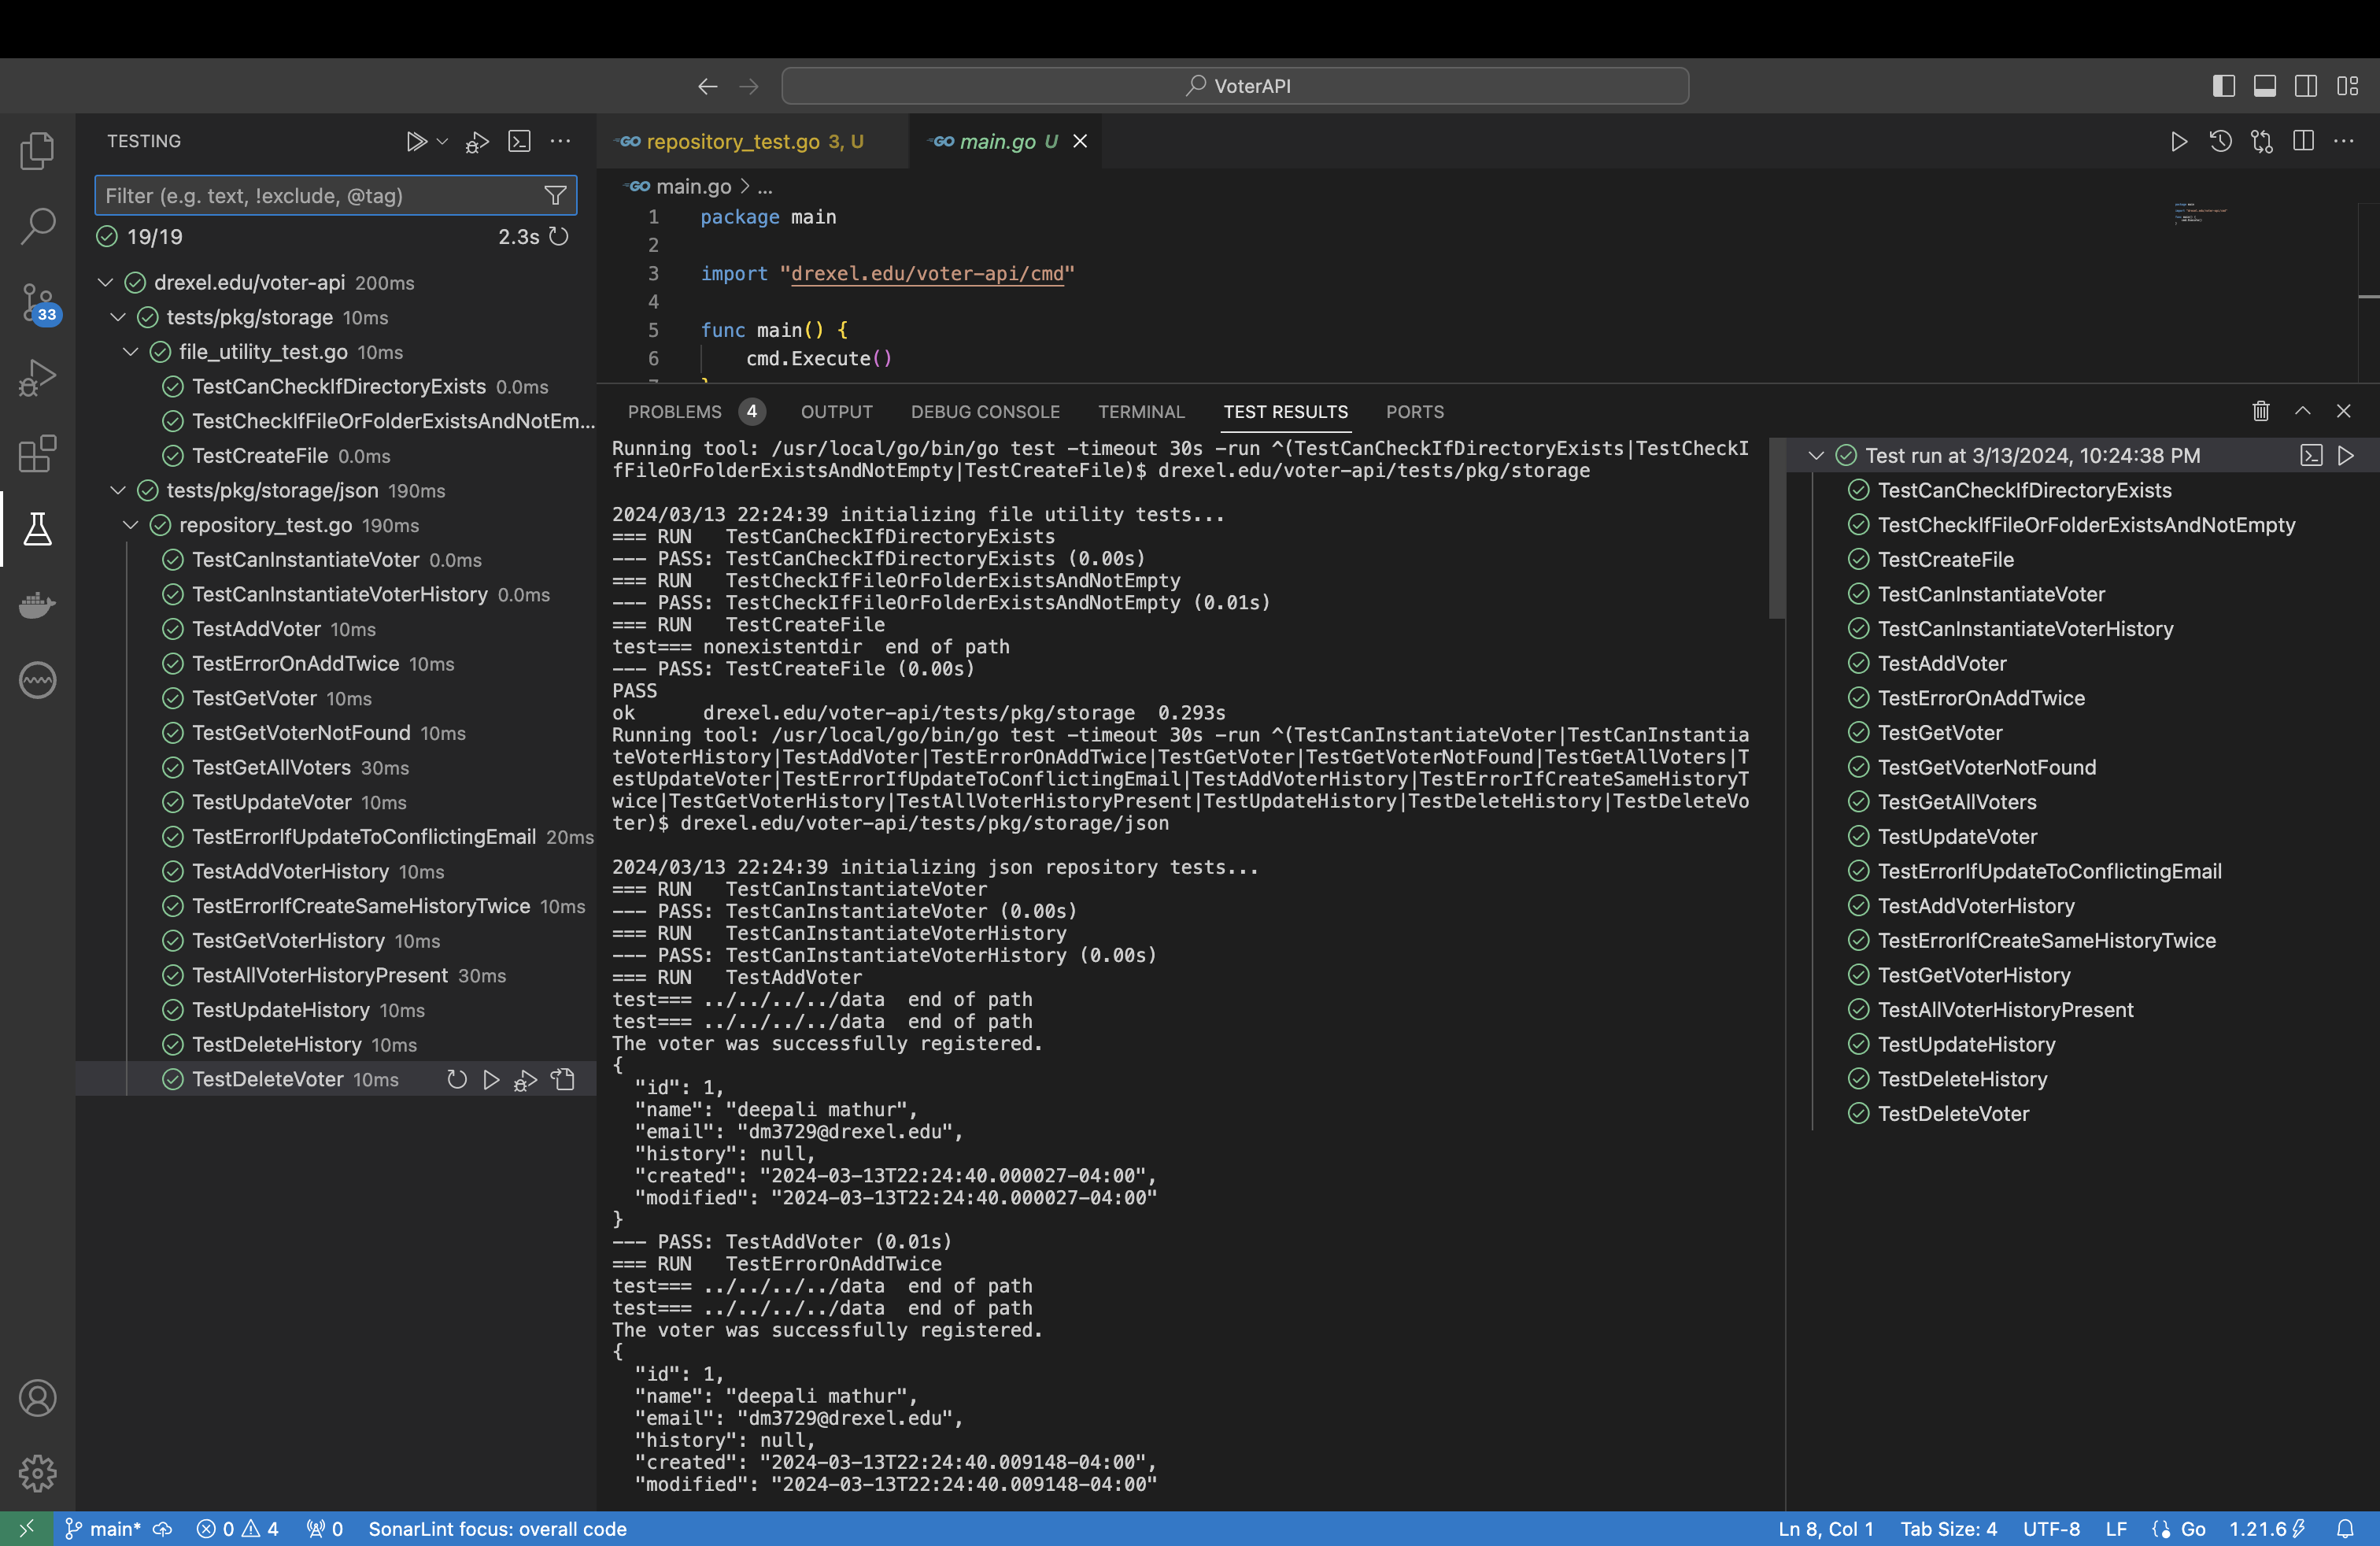 VoterAPI
TESTING
Filter (e.g. text, !exclude, @tag)
19/19 2.3s
drexel.edu/voter-api 200ms
tests/pkg/storage 10ms
file_utility_test.go 10ms
TestCanCheckIfDirectoryExists 0.0ms
TestCheckIfFileOrFolderExistsAndNotEm...
TestCreateFile 0.0ms
tests/pkg/storage/json 190ms
repository_test.go 190ms
TestCanInstantiateVoter 0.0ms
TestCanInstantiateVoterHistory 0.0ms
TestAddVoter 10ms
TestErrorOnAddTwice 10ms
TestGetVoter 10ms
TestGetVoterNotFound 10ms
TestGetAllVoters 30ms
TestUpdateVoter 10ms
TestErrorIfUpdateToConflictingEmail 20ms
TestAddVoterHistory 10ms
TestErrorIfCreateSameHistoryTwice 10ms
TestGetVoterHistory 10ms
TestAllVoterHistoryPresent 30ms
TestUpdateHistory 10ms
TestDeleteHistory 10ms
TestDeleteVoter 10ms
33
GO repository_test.go 3, U
GO main.go U
GO main.go > ...
1 package main
2
3 import "drexel.edu/voter-api/cmd"
4
5 func main() {
6 cmd.Execute()
PROBLEMS 4 OUTPUT DEBUG CONSOLE TERMINAL TEST RESULTS PORTS
Running tool: /usr/local/go/bin/go test -timeout 30s -run ^(TestCanCheckIfDirectoryExists|TestCheckI
fFileOrFolderExistsAndNotEmpty|TestCreateFile)$ drexel.edu/voter-api/tests/pkg/storage
2024/03/13 22:24:39 initializing file utility tests...
=== RUN TestCanCheckIfDirectoryExists
--- PASS: TestCanCheckIfDirectoryExists (0.00s)
=== RUN TestCheckIfFileOrFolderExistsAndNotEmpty
--- PASS: TestCheckIfFileOrFolderExistsAndNotEmpty (0.01s)
=== RUN TestCreateFile
test=== nonexistentdir end of path
--- PASS: TestCreateFile (0.00s)
PASS
ok drexel.edu/voter-api/tests/pkg/storage 0.293s
Running tool: /usr/local/go/bin/go test -timeout 30s -run ^(TestCanInstantiateVoter|TestCanInstantia
teVoterHistory|TestAddVoter|TestErrorOnAddTwice|TestGetVoter|TestGetVoterNotFound|TestGetAllVoters|T
estUpdateVoter|TestErrorIfUpdateToConflictingEmail|TestAddVoterHistory|TestErrorIfCreateSameHistoryT
wice|TestGetVoterHistory|TestAllVoterHistoryPresent|TestUpdateHistory|TestDeleteHistory|TestDeleteVo
ter)$ drexel.edu/voter-api/tests/pkg/storage/json
2024/03/13 22:24:39 initializing json repository tests...
=== RUN TestCanInstantiateVoter
--- PASS: TestCanInstantiateVoter (0.00s)
=== RUN TestCanInstantiateVoterHistory
--- PASS: TestCanInstantiateVoterHistory (0.00s)
=== RUN TestAddVoter
test=== ../../../../data end of path
test=== ../../../../data end of path
The voter was successfully registered.
{
"id": 1,
"name": "deepali mathur",
"email": "dm3729@drexel.edu",
"history": null,
"created": "2024-03-13T22:24:40.000027-04:00",
"modified": "2024-03-13T22:24:40.000027-04:00"
}
--- PASS: TestAddVoter (0.01s)
=== RUN TestErrorOnAddTwice
test=== ../../../../data end of path
test=== ../../../../data end of path
The voter was successfully registered.
{
"id": 1,
"name": "deepali mathur",
"email": "dm3729@drexel.edu",
"history": null,
"created": "2024-03-13T22:24:40.009148-04:00",
"modified": "2024-03-13T22:24:40.009148-04:00"
Test run at 3/13/2024, 10:24:38 PM
TestCanCheckIfDirectoryExists
TestCheckIfFileOrFolderExistsAndNotEmpty
TestCreateFile
TestCanInstantiateVoter
TestCanInstantiateVoterHistory
TestAddVoter
TestErrorOnAddTwice
TestGetVoter
TestGetVoterNotFound
TestGetAllVoters
TestUpdateVoter
TestErrorIfUpdateToConflictingEmail
TestAddVoterHistory
TestErrorIfCreateSameHistoryTwice
TestGetVoterHistory
TestAllVoterHistoryPresent
TestUpdateHistory
TestDeleteHistory
TestDeleteVoter
main* 0 4 0 SonarLint focus: overall code Ln 8, Col 1 Tab Size: 4 UTF-8 LF Go 1.21.6